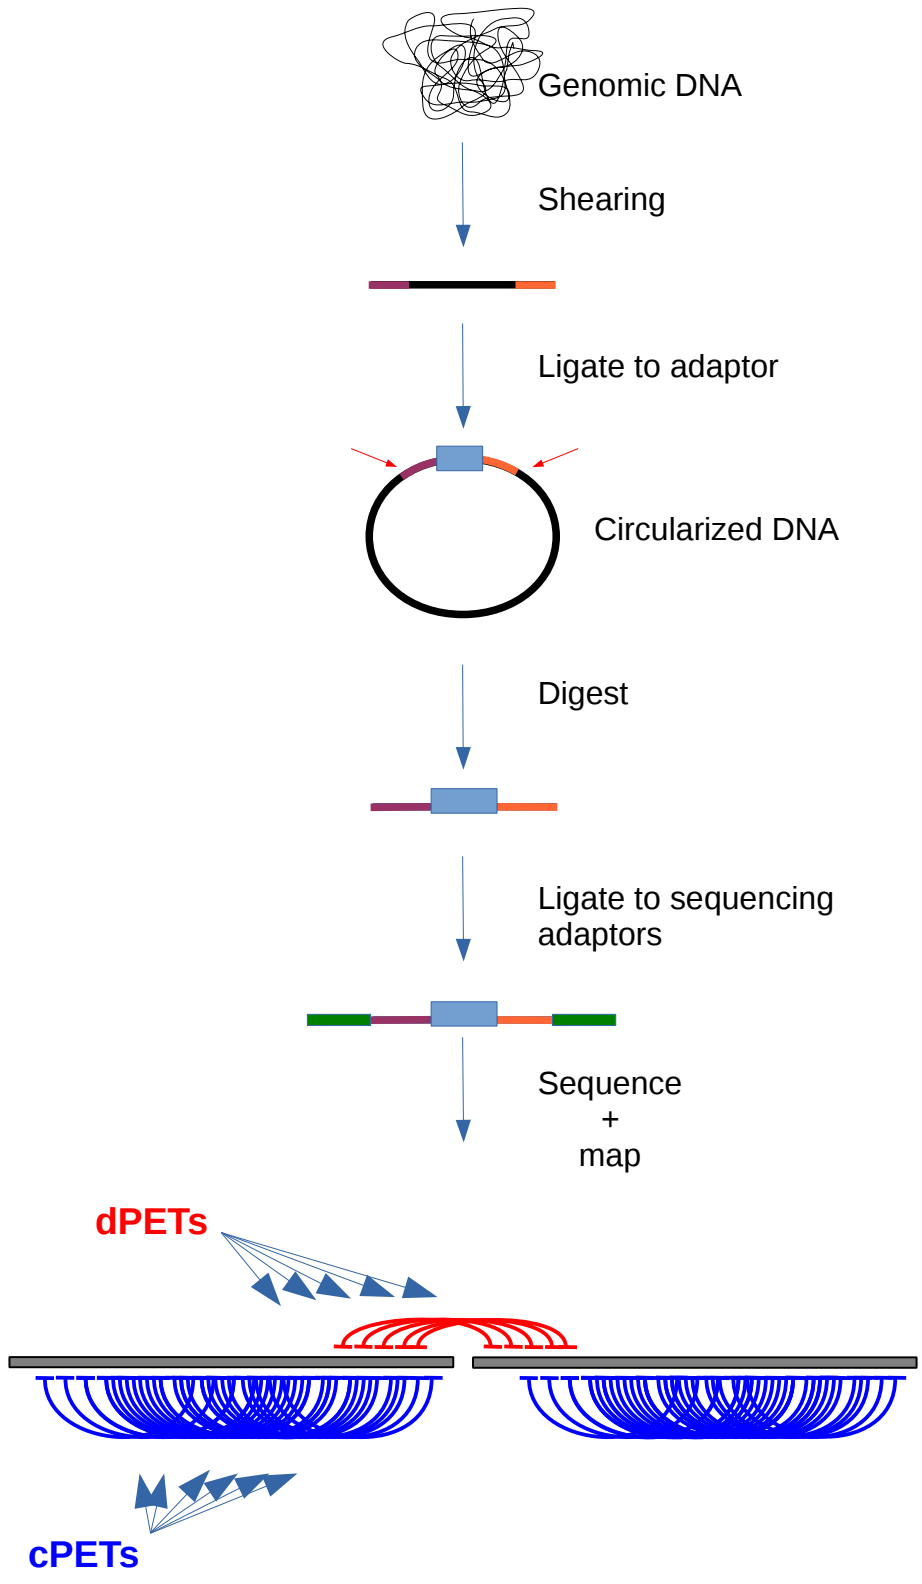 Genomic DNA
Shearing
Ligate to adaptor
Circularized DNA
Digest
Ligate to sequencing
adaptors
Sequence
+
map
dPETs
cPETs